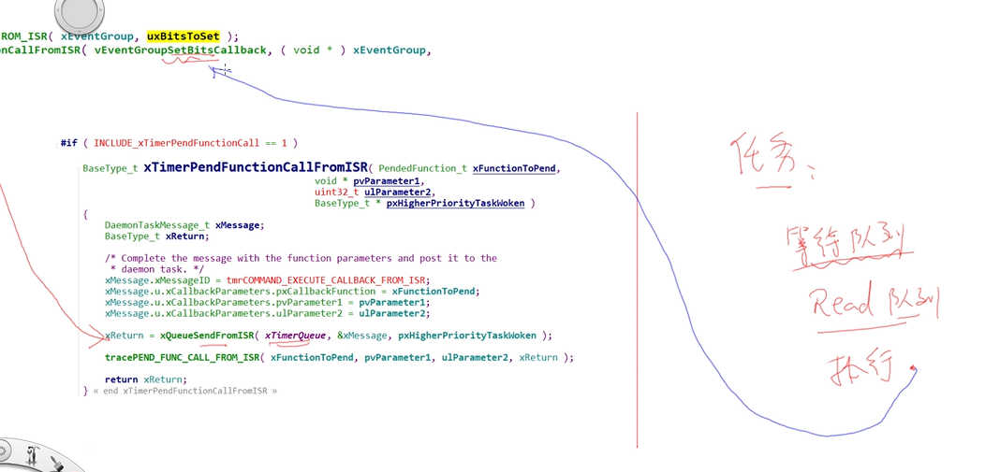 ROM_ISR( xEventGroup, uxBitsToSet );
onCallFromISR( vEventGroupSetBitsCallback, ( void * ) xEventGroup,
#if ( INCLUDE_xTimerPendFunctionCall == 1 )
BaseType_t xTimerPendFunctionCallFromISR( PendedFunction_t xFunctionToPend,
void * pvParameter1,
uint32_t ulParameter2,
BaseType_t * pxHigherPriorityTaskWoken )
{
DaemonTaskMessage_t xMessage;
BaseType_t xReturn;
/* Complete the message with the function parameters and post it to the
* daemon task. */
xMessage.xMessageID = tmrCOMMAND_EXECUTE_CALLBACK_FROM_ISR;
xMessage.u.xCallbackParameters.pxCallbackFunction = xFunctionToPend;
xMessage.u.xCallbackParameters.pvParameter1 = pvParameter1;
xMessage.u.xCallbackParameters.ulParameter2 = ulParameter2;
xReturn = xQueueSendFromISR( xTimerQueue, &xMessage, pxHigherPriorityTaskWoken );
tracePEND_FUNC_CALL_FROM_ISR( xFunctionToPend, pvParameter1, ulParameter2, xReturn );
return xReturn;
} « end xTimerPendFunctionCallFromISR »
任务:
等待队列
Read 队列
执行